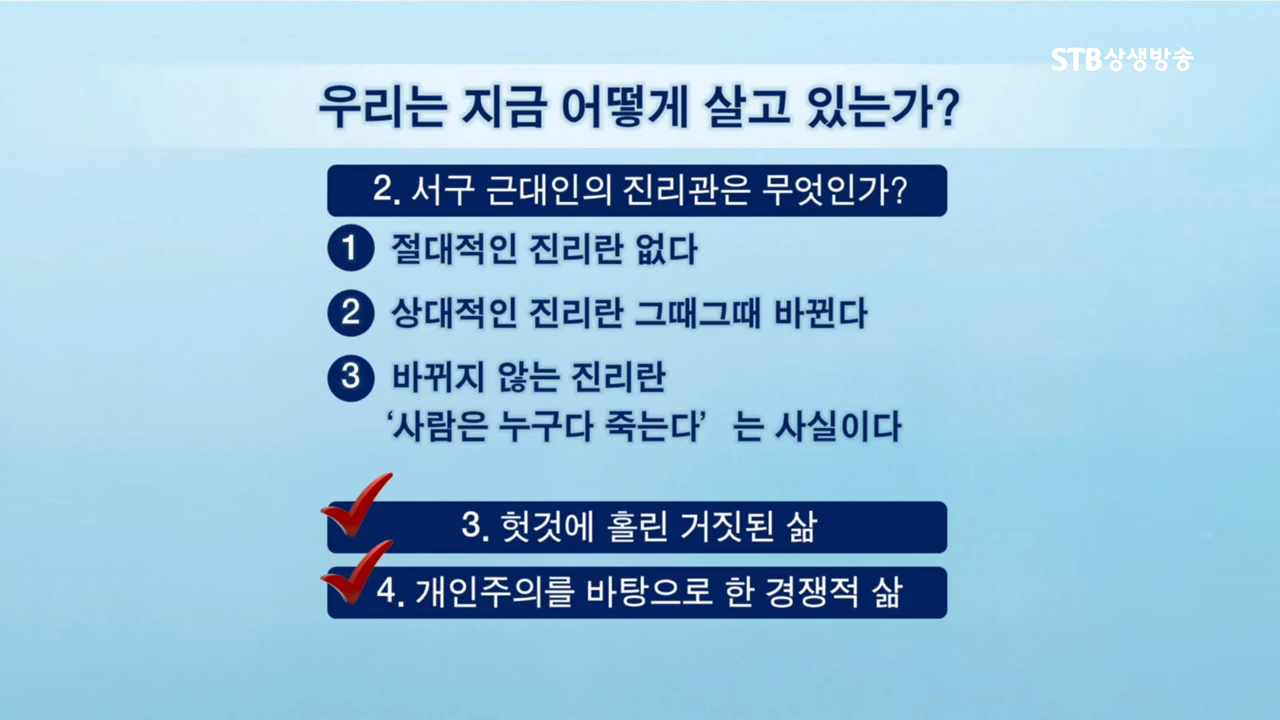 STB상생방송
우리는 지금 어떻게 살고 있는가?
2. 서구 근대인의 진리관은 무엇인가?
1 절대적인 진리란 없다
2 상대적인 진리란 그때그때 바뀐다
3 바뀌지 않는 진리란
‘사람은 누구다 죽는다’ 는 사실이다
3. 헛것에 홀린 거짓된 삶
4. 개인주의를 바탕으로 한 경쟁적 삶